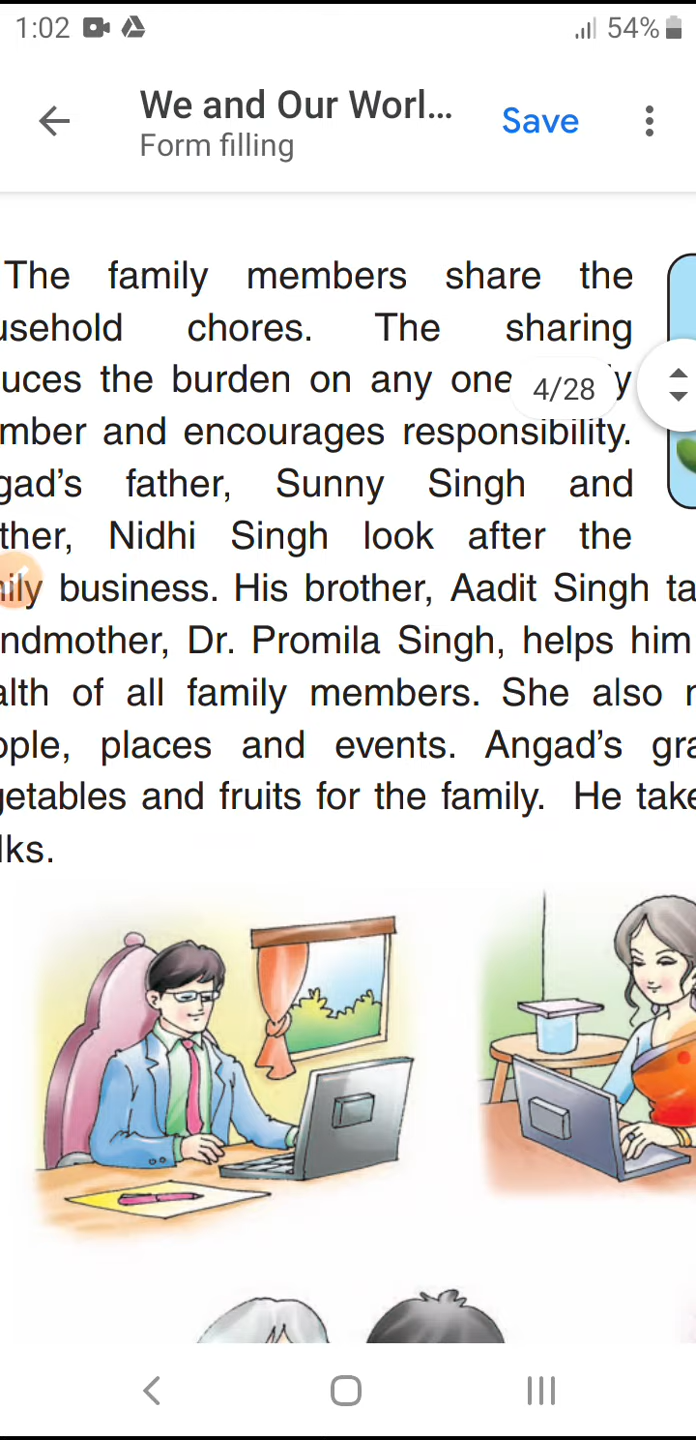 1:02 54%
We and Our Worl...
Form filling
Save
The family members share the
usehold chores. The sharing
uces the burden on any one y
4/28
mber and encourages responsibility.
gad's father, Sunny Singh and
ther, Nidhi Singh look after the
ily business. His brother, Aadit Singh ta
ndmother, Dr. Promila Singh, helps him
alth of all family members. She also
ople, places and events. Angad's gra
getables and fruits for the family. He take
lks.